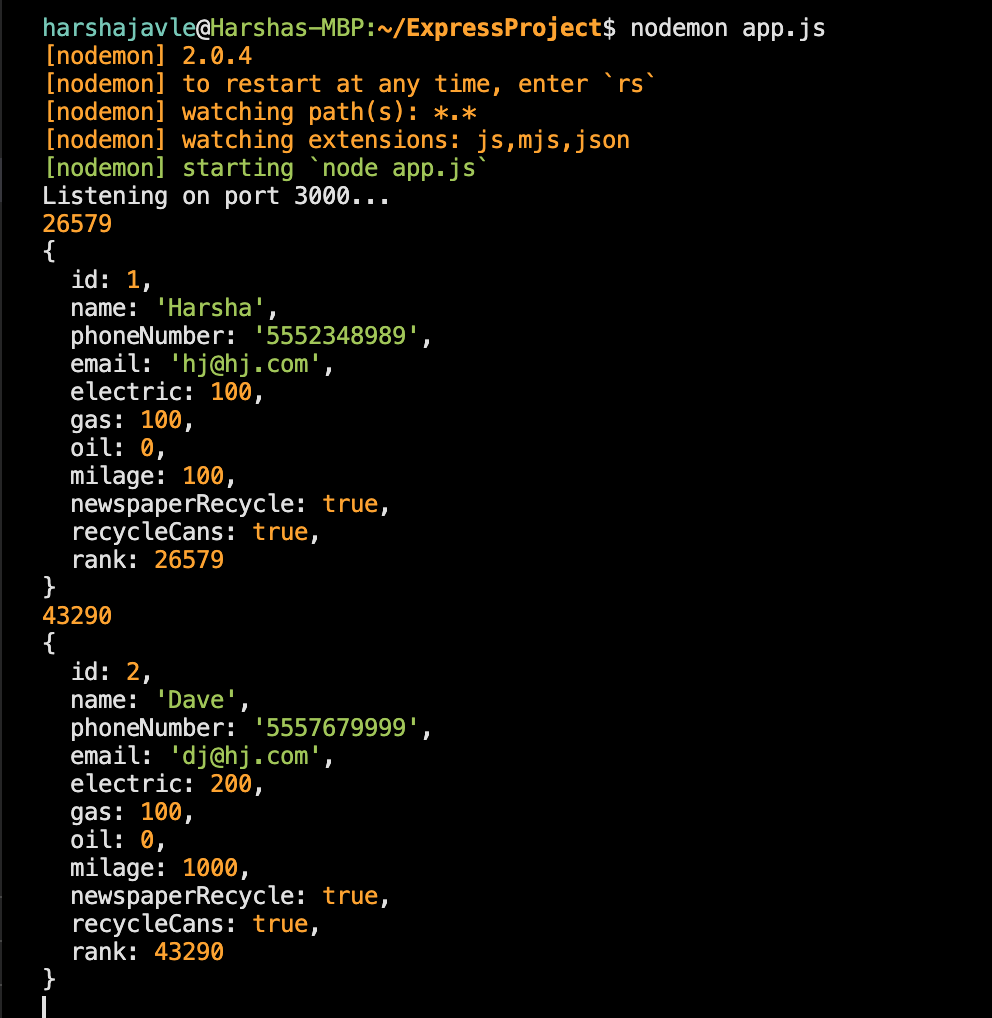 harshajavle@Harshas-MBP:~/ExpressProject$ nodemon app.js
[nodemon] 2.0.4
[nodemon] to restart at any time, enter `rs`
[nodemon] watching path(s): *.*
[nodemon] watching extensions: js,mjs,json
[nodemon] starting `node app.js`
Listening on port 3000...
26579
{
  id: 1,
  name: 'Harsha',
  phoneNumber: '5552348989',
  email: 'hj@hj.com',
  electric: 100,
  gas: 100,
  oil: 0,
  milage: 100,
  newspaperRecycle: true,
  recycleCans: true,
  rank: 26579
}
43290
{
  id: 2,
  name: 'Dave',
  phoneNumber: '5557679999',
  email: 'dj@hj.com',
  electric: 200,
  gas: 100,
  oil: 0,
  milage: 1000,
  newspaperRecycle: true,
  recycleCans: true,
  rank: 43290
}